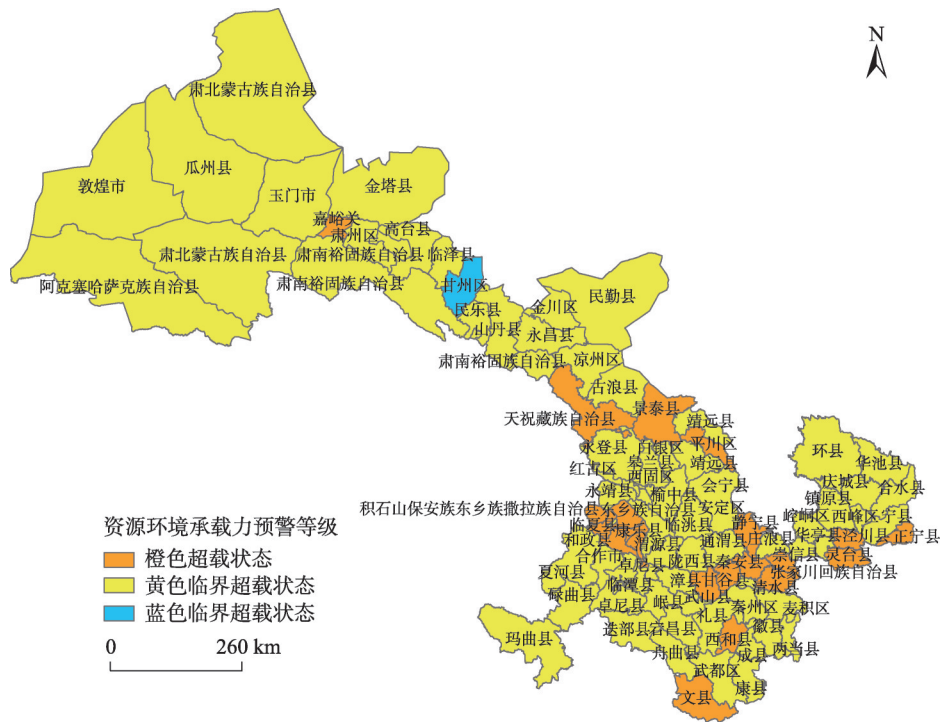 N
肃北蒙古族自治县
瓜州县
敦煌市
玉门市
金塔县
嘉峪关
肃州区
高台县
肃北蒙古族自治县
肃南裕固族自治县
临泽县
阿克塞哈萨克族自治县
肃南裕固族自治县
甘州区
民乐县
金川区
民勤县
山丹县
永昌县
肃南裕固族自治县
凉州区
古浪县
天祝藏族自治县
景泰县
靖远县
平川区
永登县
白银区
皋兰县
红古区
西固区
靖远县
环县
华池县
庆城县
合水县
镇原县
永靖县
榆中县
会宁县
积石山保安族东乡族撒拉族自治县
东乡族自治县
安定区
崆峒区
西峰区
宁县
临夏县
康乐县
临洮县
静宁县
华亭县
泾川县
正宁县
和政县
渭源县
通渭县
庄浪县
崇信县
灵台县
合作市
卓尼县
陇西县
秦安县
张家川回族自治县
夏河县
临潭县
漳县
甘谷县
清水县
碌曲县
卓尼县
岷县
武山县
礼县
秦州区
麦积区
玛曲县
迭部县
宕昌县
西和县
徽县
两当县
舟曲县
成县
武都区
康县
文县
资源环境承载力预警等级
橙色超载状态
黄色临界超载状态
蓝色临界超载状态
0 260 km